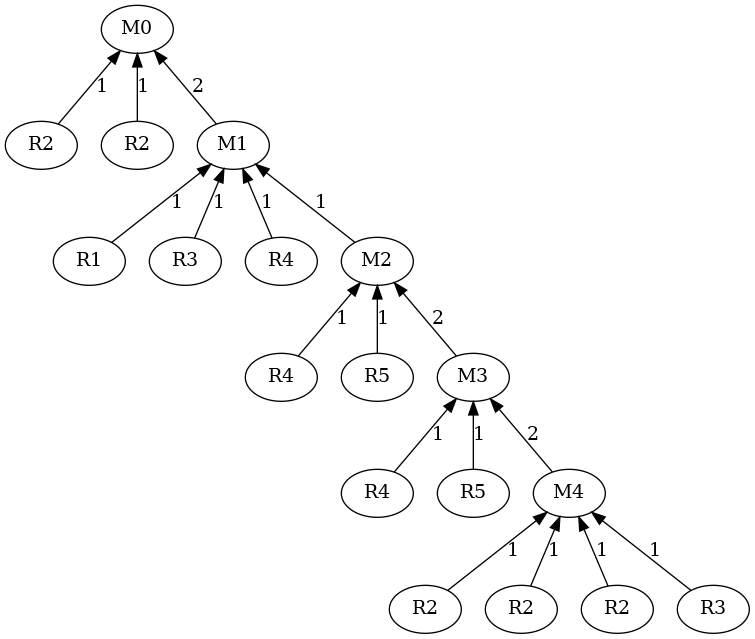 M0
1 1 2
R2 R2 M1
1 1 1 1
R1 R3 R4 M2
1 1 2
R4 R5 M3
1 1 2
R4 R5 M4
1 1 1 1
R2 R2 R2 R3